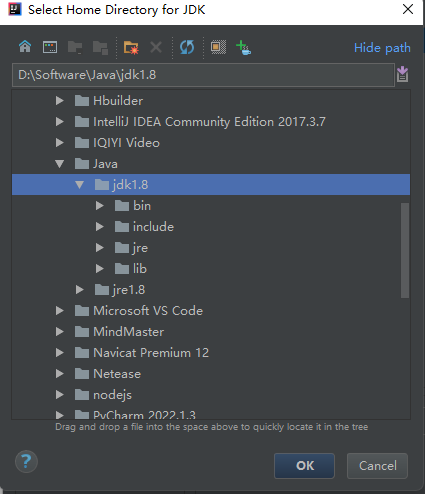 Select Home Directory for JDK
Hide path
D:\Software\Java\jdk1.8
Hbuilder
IntelliJ IDEA Community Edition 2017.3.7
IQIYI Video
Java
jdk1.8
bin
include
jre
lib
jre1.8
Microsoft VS Code
MindMaster
Navicat Premium 12
Netease
nodejs
PyCharm 2022.1.3
Drag and drop a file into the space above to quickly locate it in the tree
?
OK
Cancel